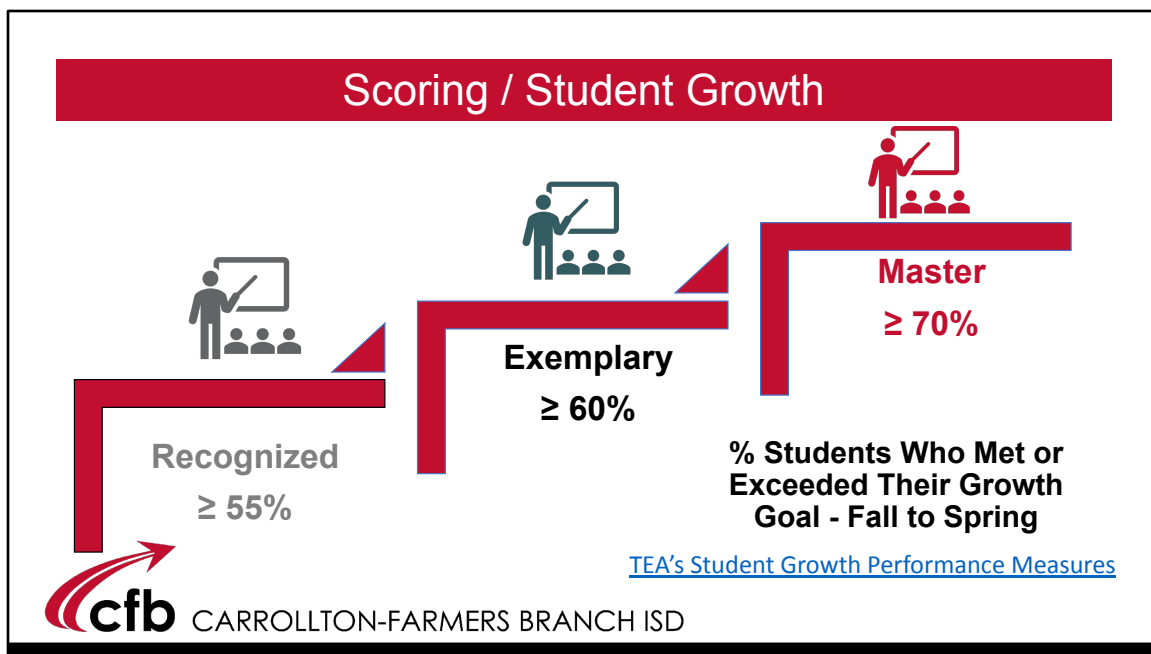 Scoring / Student Growth
Master
≥ 70%
Exemplary
≥ 60%
Recognized
≥ 55%
% Students Who Met or
Exceeded Their Growth
Goal - Fall to Spring
TEA's Student Growth Performance Measures
cfb CARROLLTON-FARMERS BRANCH ISD